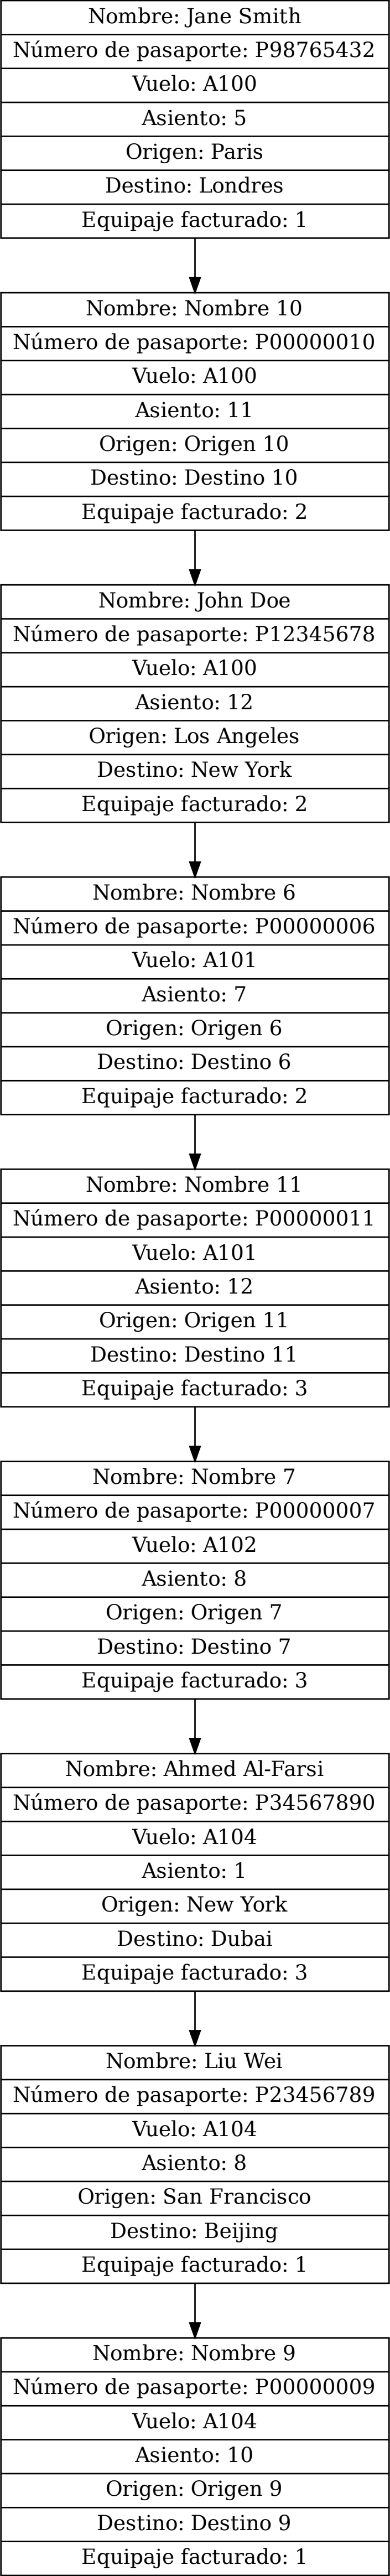 Nombre: Jane Smith
Número de pasaporte: P98765432
Vuelo: A100
Asiento: 5
Origen: Paris
Destino: Londres
Equipaje facturado: 1
Nombre: Nombre 10
Número de pasaporte: P00000010
Vuelo: A100
Asiento: 11
Origen: Origen 10
Destino: Destino 10
Equipaje facturado: 2
Nombre: John Doe
Número de pasaporte: P12345678
Vuelo: A100
Asiento: 12
Origen: Los Angeles
Destino: New York
Equipaje facturado: 2
Nombre: Nombre 6
Número de pasaporte: P00000006
Vuelo: A101
Asiento: 7
Origen: Origen 6
Destino: Destino 6
Equipaje facturado: 2
Nombre: Nombre 11
Número de pasaporte: P00000011
Vuelo: A101
Asiento: 12
Origen: Origen 11
Destino: Destino 11
Equipaje facturado: 3
Nombre: Nombre 7
Número de pasaporte: P00000007
Vuelo: A102
Asiento: 8
Origen: Origen 7
Destino: Destino 7
Equipaje facturado: 3
Nombre: Ahmed Al-Farsi
Número de pasaporte: P34567890
Vuelo: A104
Asiento: 1
Origen: New York
Destino: Dubai
Equipaje facturado: 3
Nombre: Liu Wei
Número de pasaporte: P23456789
Vuelo: A104
Asiento: 8
Origen: San Francisco
Destino: Beijing
Equipaje facturado: 1
Nombre: Nombre 9
Número de pasaporte: P00000009
Vuelo: A104
Asiento: 10
Origen: Origen 9
Destino: Destino 9
Equipaje facturado: 1